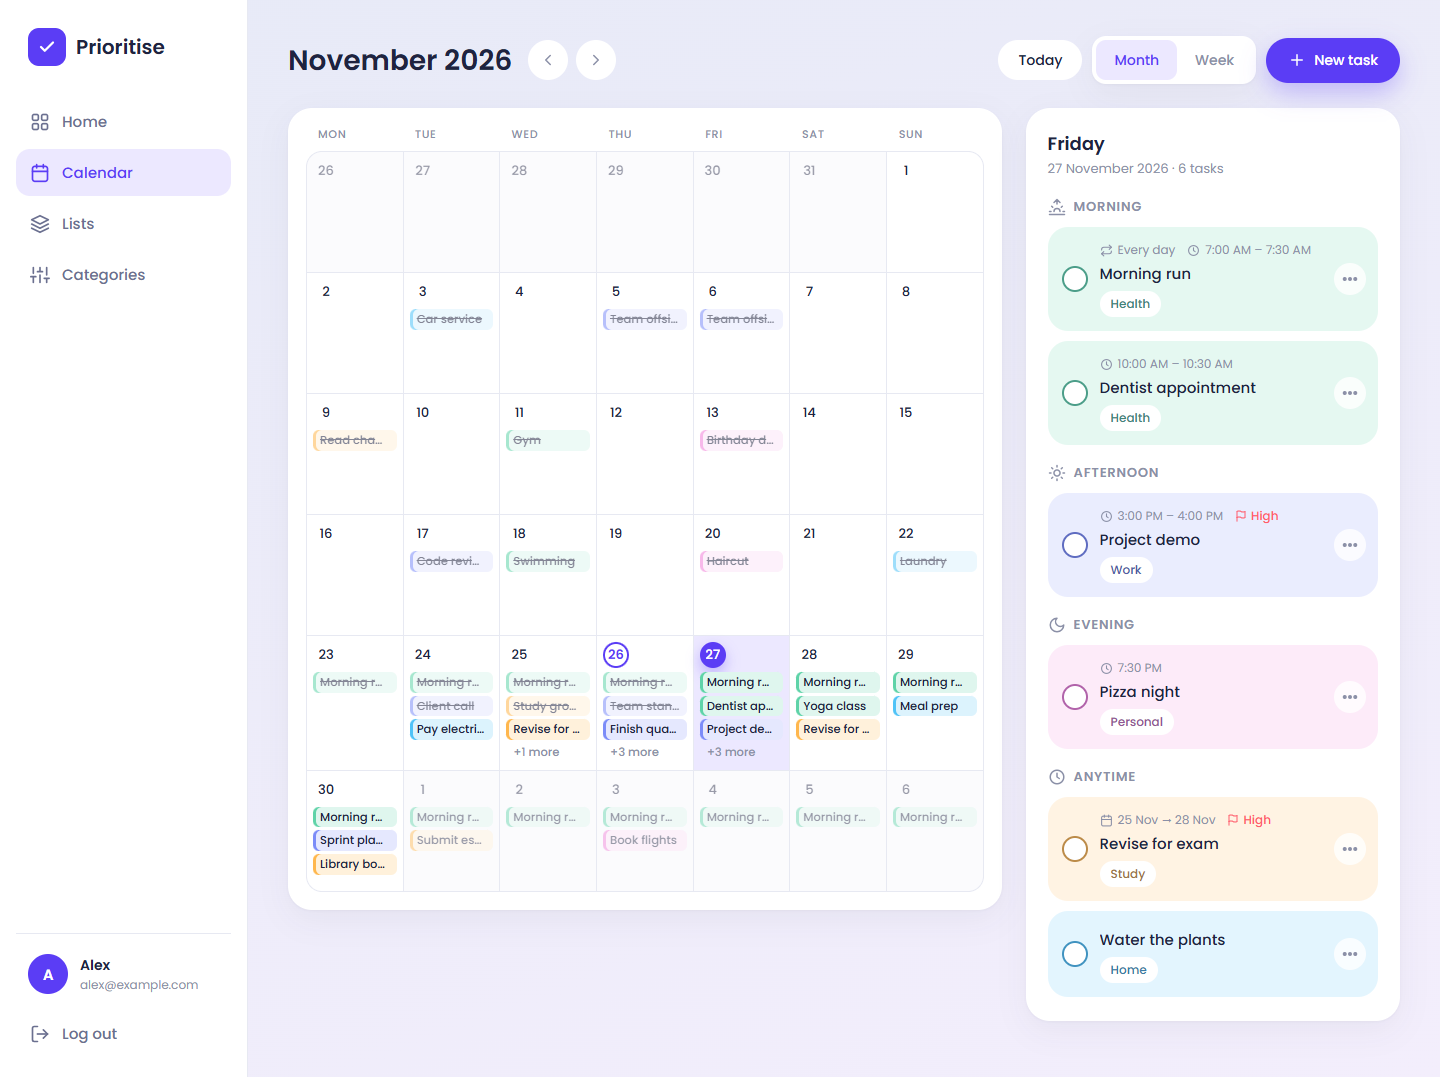 Prioritise
Home
Calendar
Lists
Categories
Alex
A
alex@example.com
Log out
November 2026
Today
Month
Week
New task
MON TUE WED THU FRI SAT SUN
26 27 28 29 30 31 1
2 3 4 5 6 7 8
Car service Team offsi... Team offsi...
9 10 11 12 13 14 15
Read cha... Gym Birthday d...
16 17 18 19 20 21 22
Code revi... Swimming Haircut Laundry
23 24 25 26 27 28 29
Morning r... Morning r... Morning r... Morning r... Morning r... Morning r... Morning r...
Client call Study gro... Team stan... Dentist ap... Yoga class Meal prep
Pay electri... Revise for ... Finish qua... Project de... Revise for ...
+1 more +3 more +3 more
30 1 2 3 4 5 6
Morning r... Morning r... Morning r... Morning r... Morning r... Morning r... Morning r...
Sprint pla... Submit es... Book flights
Library bo...
Friday
27 November 2026 · 6 tasks
MORNING
Every day 7:00 AM – 7:30 AM
Morning run
Health
10:00 AM – 10:30 AM
Dentist appointment
Health
AFTERNOON
3:00 PM – 4:00 PM High
Project demo
Work
EVENING
7:30 PM
Pizza night
Personal
ANYTIME
25 Nov → 28 Nov High
Revise for exam
Study
Water the plants
Home